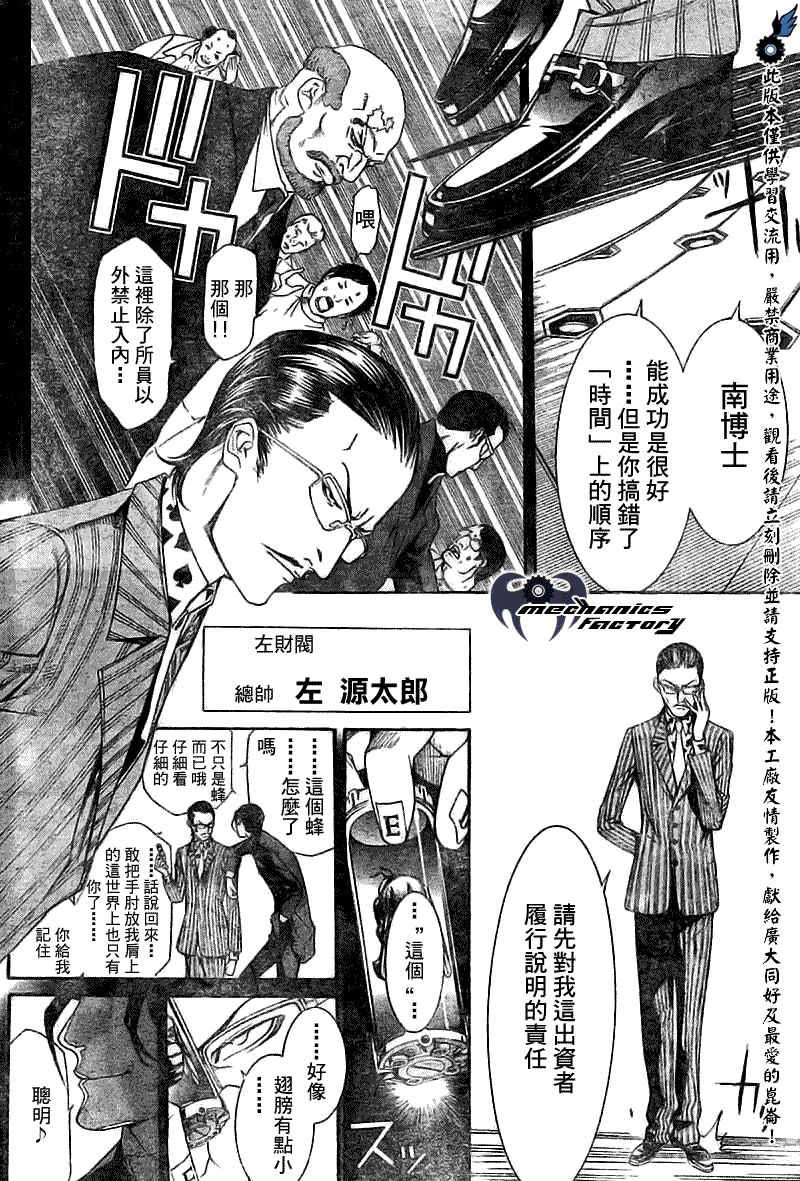 此版本僅供學習交流用，嚴禁商業用途，觀看後請立刻刪除並請支持正版！本工廠友情製作，獻給廣大同好及最愛的崑崙！
南博士
能成功是很好
……但是你搞錯了
「時間」上的順序
喂
那
那個!!
這裡除了所員以
外禁止入內…
ドカ
ドカ
mechanics
Factory
左財閥
總帥 左 源太郎
請先對我這出資者
履行說明的責任
E
…"這個"…
……這個蜂
怎麼了
嗎
不只是蜂
而已哦
仔細看
仔細的
……話說回來…
敢把手肘放我肩上
的這世界上也只有
你了……
你給我
記住
……好像
翅膀有點小
聰明♪
スッ
カッ